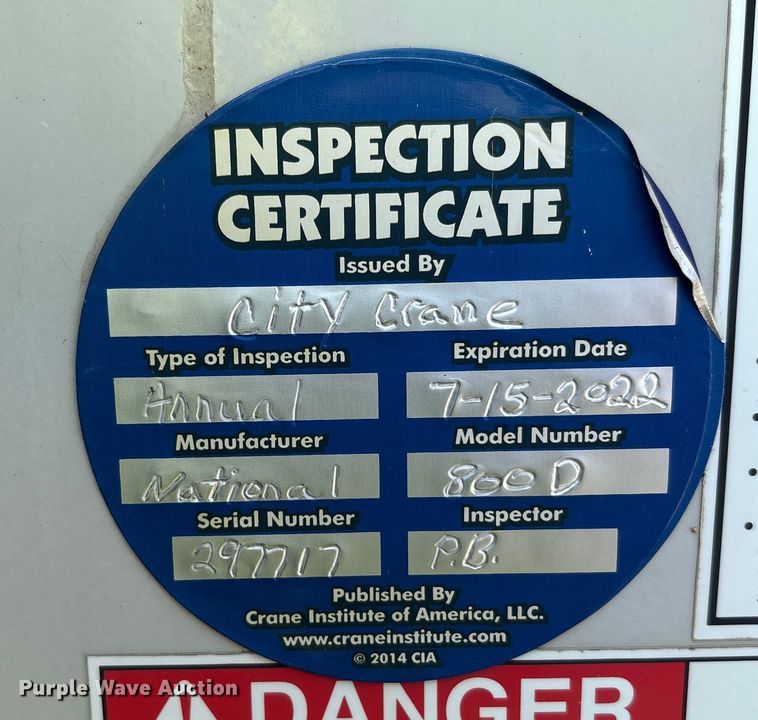 INSPECTION
CERTIFICATE
Issued By
City Crane
Type of Inspection
Expiration Date
Annual
7-15-2022
Manufacturer
Model Number
National
800D
Serial Number
Inspector
297717
P.B.
Published By
Crane Institute of America, LLC.
www.craneinstitute.com
© 2014 CIA
Purple Wave Auction
DANGER